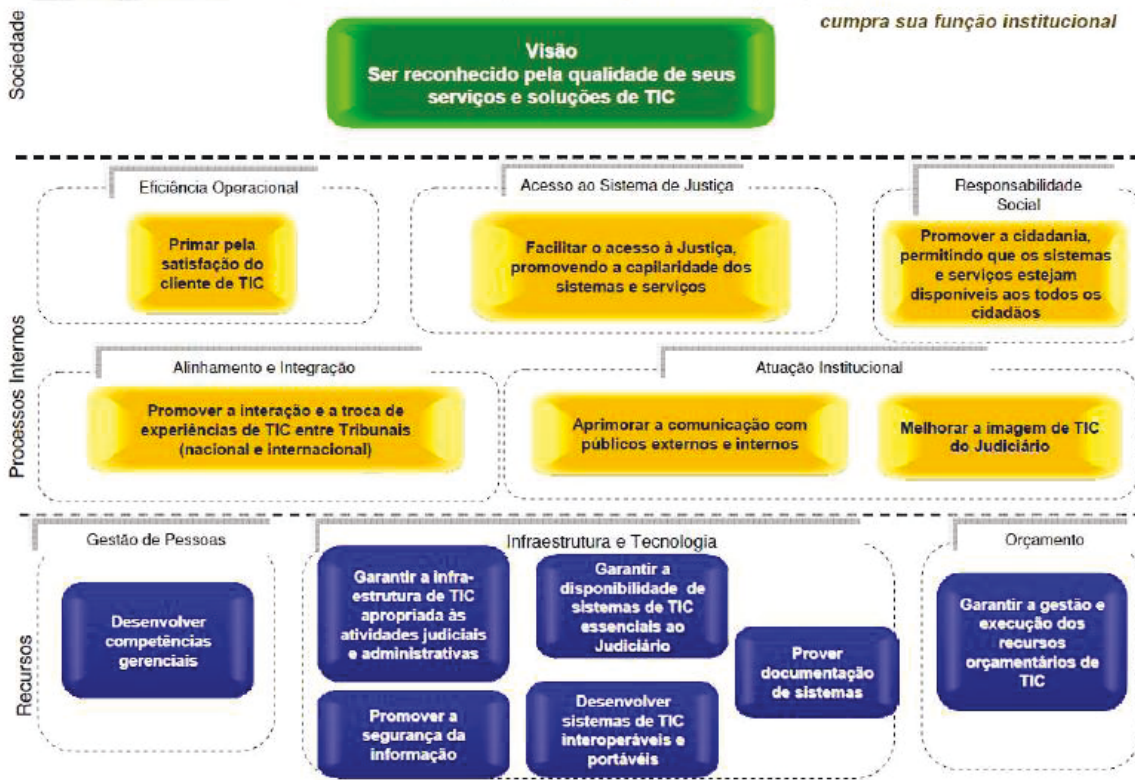 Sociedade
cumpra sua função institucional
Visão
Ser reconhecido pela qualidade de seus
serviços e soluções de TIC
Processos Internos
Eficiência Operacional
Primar pela
satisfação do
cliente de TIC
Acesso ao Sistema de Justiça
Facilitar o acesso à Justiça,
promovendo a capilaridade dos
sistemas e serviços
Responsabilidade
Social
Promover a cidadania,
permitindo que os sistemas
e serviços estejam
disponíveis aos todos os
cidadãos
Alinhamento e Integração
Promover a interação e a troca de
experiências de TIC entre Tribunais
(nacional e internacional)
Atuação Institucional
Aprimorar a comunicação com
públicos externos e internos
Melhorar a imagem de TIC
do Judiciário
Recursos
Gestão de Pessoas
Desenvolver
competências
gerenciais
Infraestrutura e Tecnologia
Garantir a infra-
estrutura de TIC
apropriada às
atividades judiciais
e administrativas
Garantir a
disponibilidade de
sistemas de TIC
essenciais ao
Judiciário
Promover a
segurança da
informação
Desenvolver
sistemas de TIC
interoperáveis e
portávéis
Prover
documentação
de sistemas
Orçamento
Garantir a gestão e
execução dos
recursos
orçamentários de
TIC